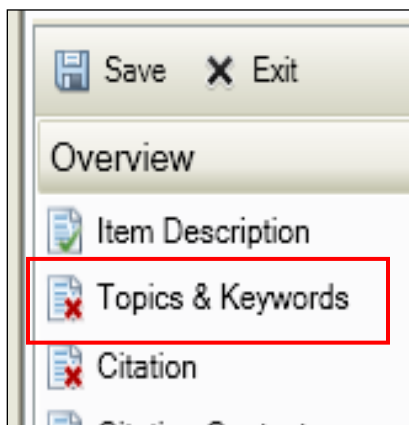 Save Exit
Overview
Item Description
Topics & Keywords
Citation